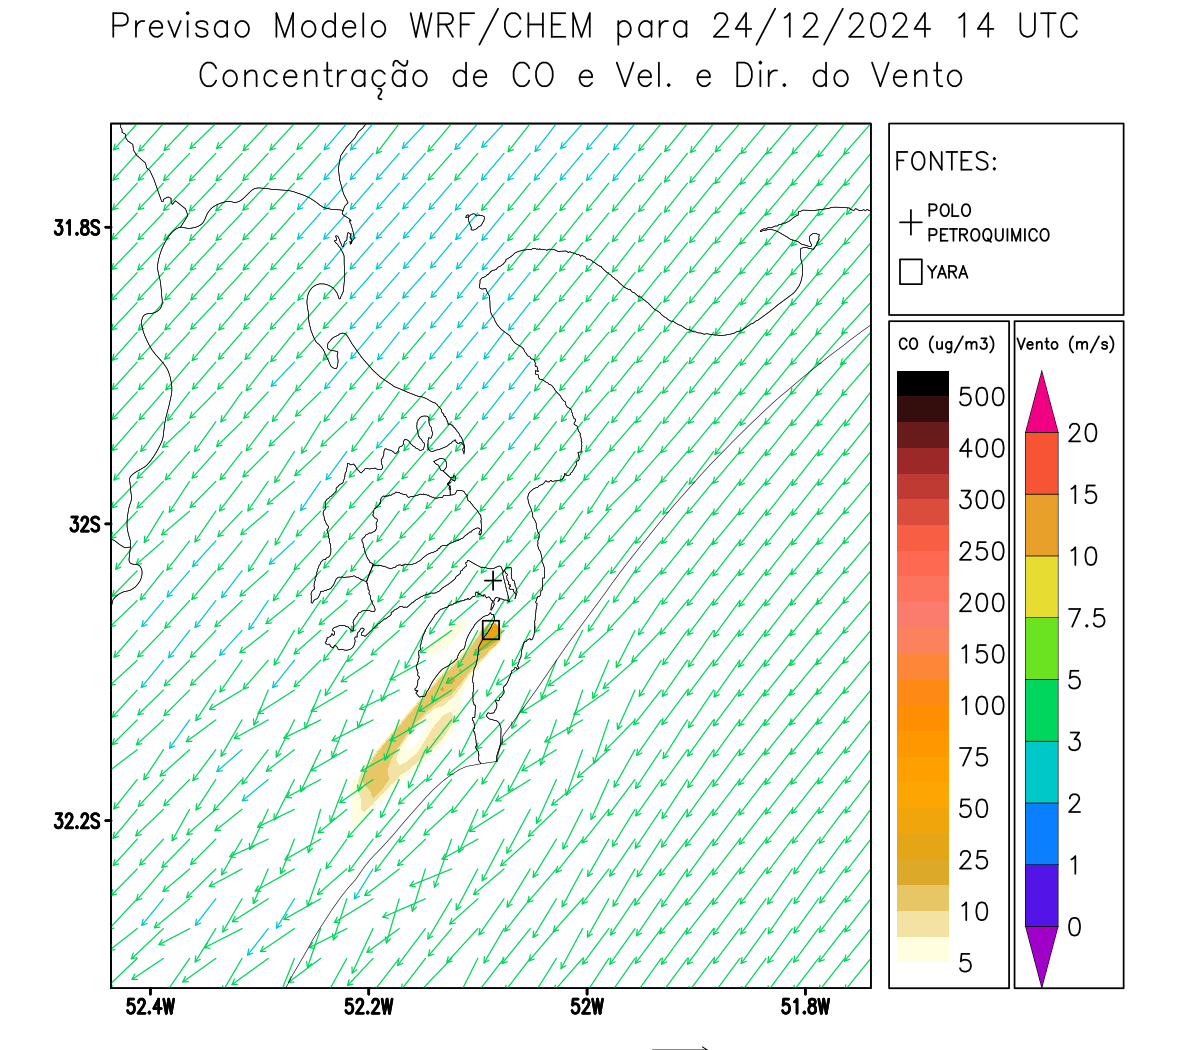 Previsao Modelo WRF/CHEM para 24/12/2024 14 UTC
Concentração de CO e Vel. e Dir. do Vento
FONTES:
POLO
PETROQUIMICO
YARA
CO (ug/m3)
500
400
300
250
200
150
100
75
50
25
10
5
Vento (m/s)
20
15
10
7.5
5
3
2
1
0
31.8S
32S
32.2S
52.4W
52.2W
52W
51.8W